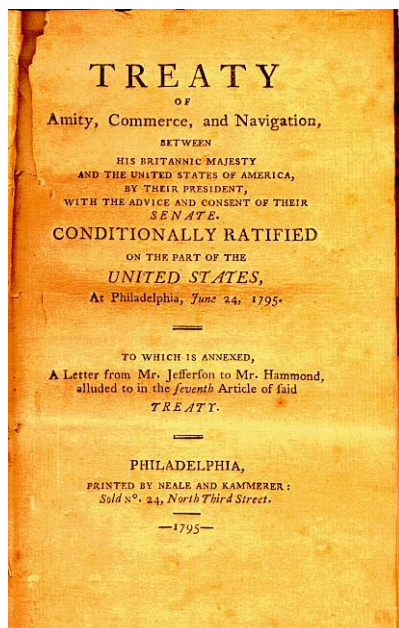 TREATY
OF
Amity, Commerce, and Navigation,
BETWEEN
HIS BRITANNIC MAJESTY
AND THE UNITED STATES OF AMERICA,
BY THEIR PRESIDENT,
WITH THE ADVICE AND CONSENT OF THEIR
SENATE.
CONDITIONALLY RATIFIED
ON THE PART OF THE
UNITED STATES,
At Philadelphia, June 24, 1795.
TO WHICH IS ANNEXED,
A Letter from Mr. Jefferſon to Mr. Hammond,
alluded to in the ſeventh Article of ſaid
TREATY.
PHILADELPHIA,
PRINTED BY NEALE AND KAMMERER:
Sold No. 24, North Third Street.
—1795—